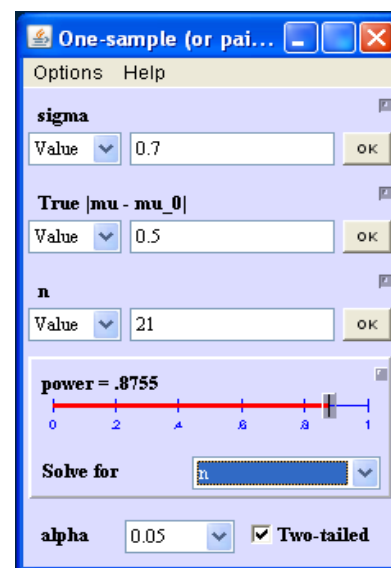 One-sample (or pai...
Options Help
sigma
Value 0.7 OK
True |mu - mu_0|
Value 0.5 OK
n
Value 21 OK
power = .8755
0 .2 .4 .6 .8 1
Solve for n
alpha 0.05 Two-tailed